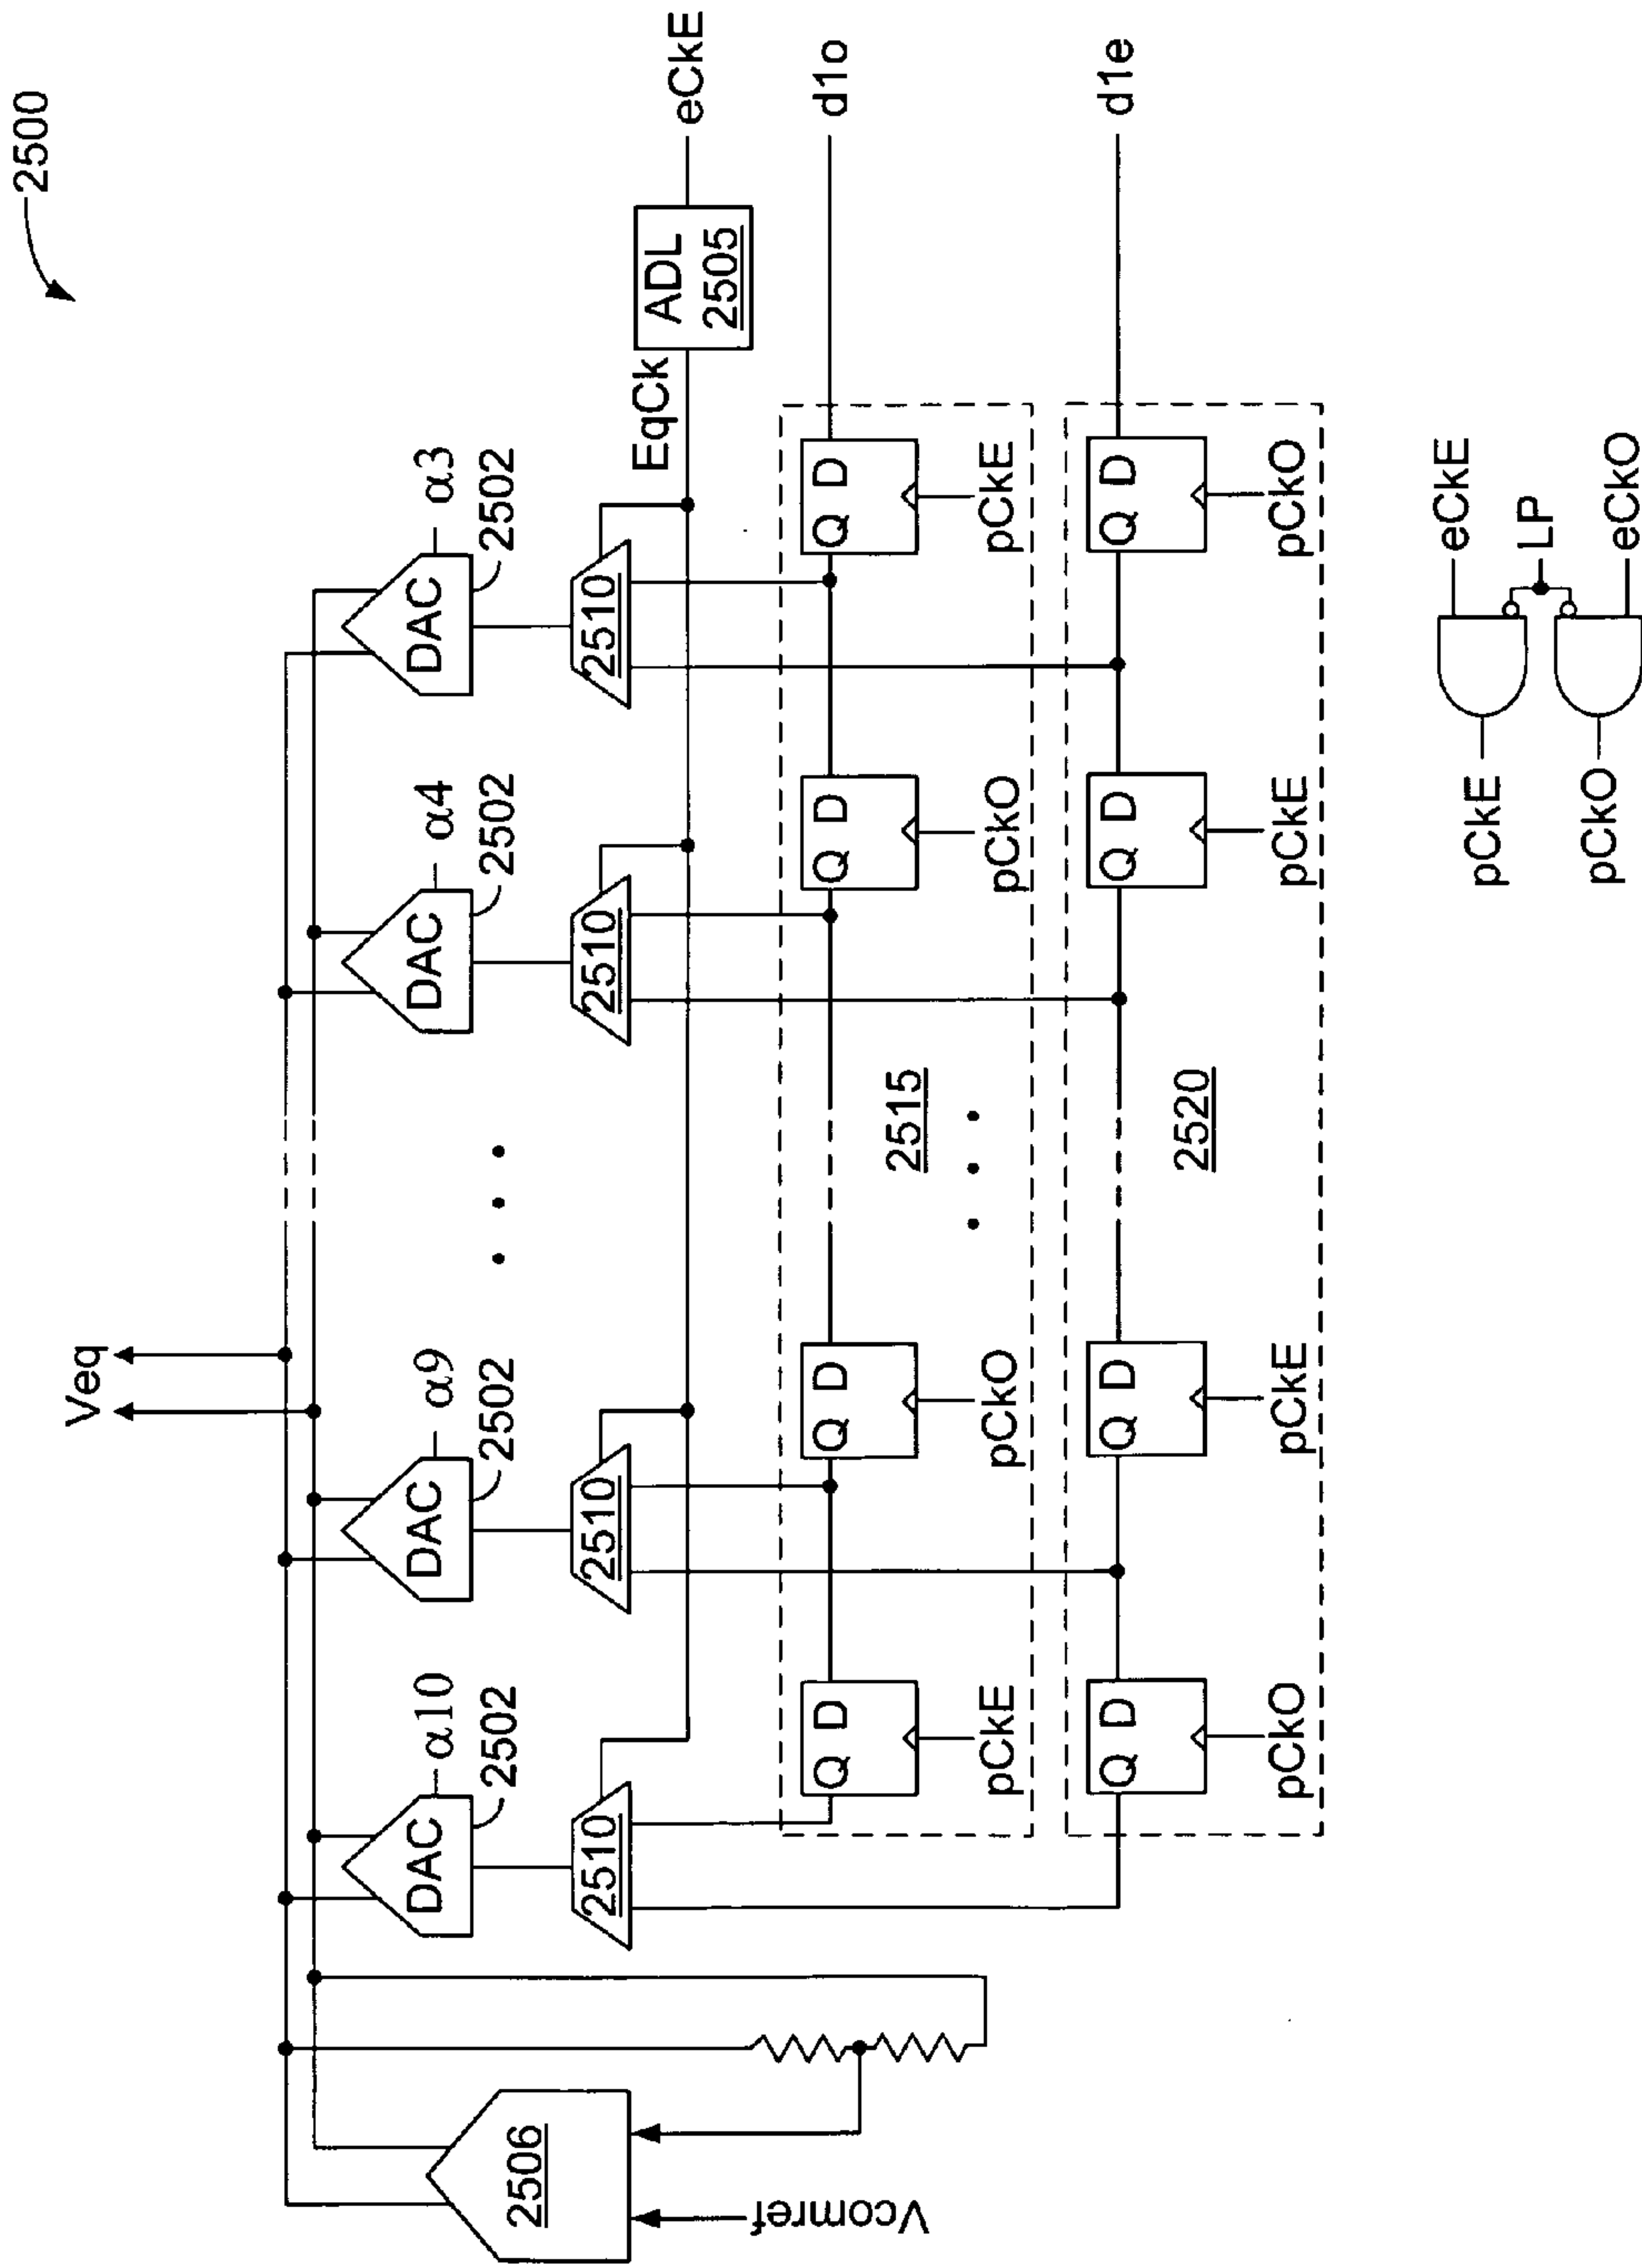 2500
Veq
α10
α9
α4
α3
DAC
DAC
DAC
DAC
2502
2502
2502
2502
2506
Vcomref
2510
2510
2510
2510
EqCk
ADL
2505
eCkE
Q D
Q D
Q D
Q D
d1o
pCkE
pCkO
pCkO
pCkE
2515
Q D
Q D
Q D
Q D
d1e
2520
pCkO
pCkE
pCkE
pCkO
pCkE
eCkE
LP
pCkO
eCkO